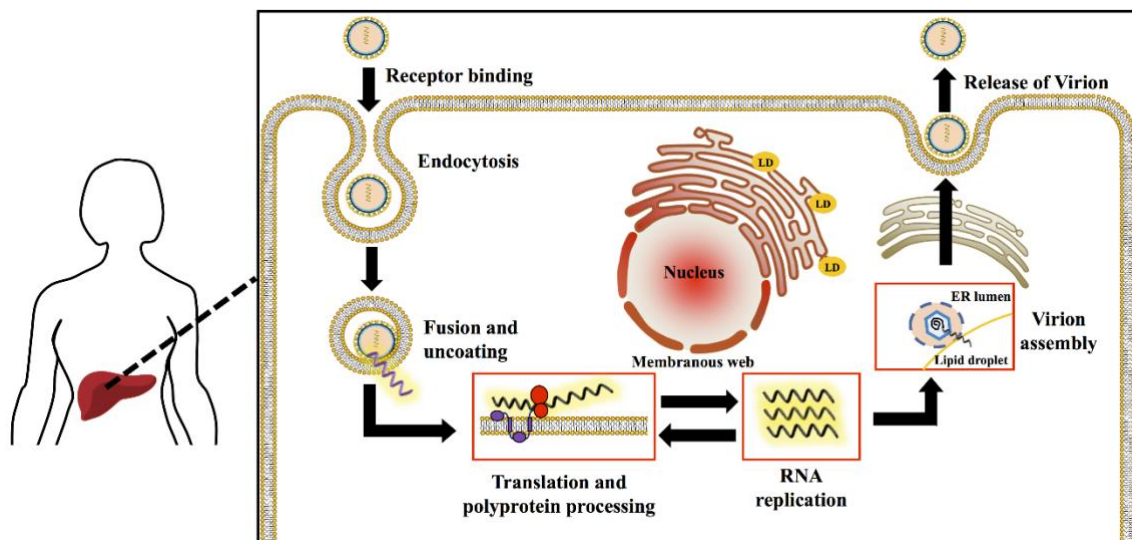 Receptor binding
Release of Virion
Endocytosis
LD
LD
LD
Nucleus
Fusion and
uncoating
Membranous web
ER lumen
Lipid droplet
Virion
assembly
Translation and
polyprotein processing
RNA
replication